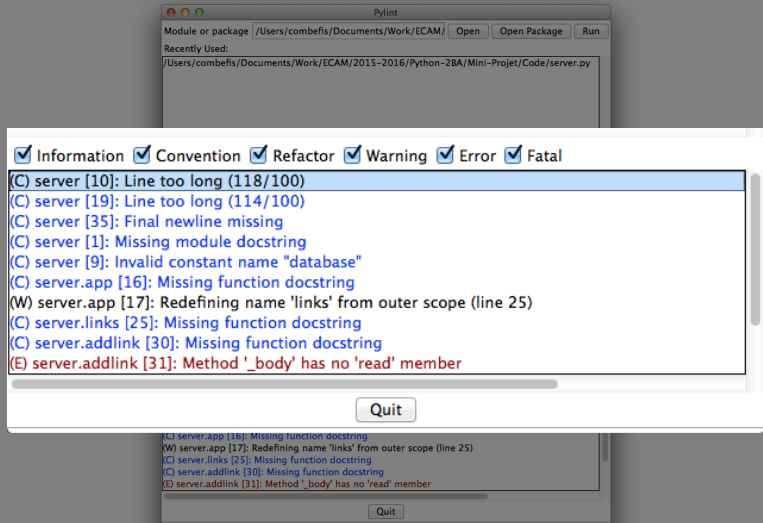 Pylint
Module or package /Users/combefis/Documents/Work/ECAM/ Open Open Package Run
Recently Used:
/Users/combefis/Documents/Work/ECAM/2015-2016/Python-2BA/Mini-Projet/Code/server.py
Information Convention Refactor Warning Error Fatal
(C) server [10]: Line too long (118/100)
(C) server [19]: Line too long (114/100)
(C) server [35]: Final newline missing
(C) server [1]: Missing module docstring
(C) server [9]: Invalid constant name "database"
(C) server.app [16]: Missing function docstring
(W) server.app [17]: Redefining name 'links' from outer scope (line 25)
(C) server.links [25]: Missing function docstring
(C) server.addlink [30]: Missing function docstring
(E) server.addlink [31]: Method '_body' has no 'read' member
Quit
(C) server.app [16]: Missing function docstring
(W) server.app [17]: Redefining name 'links' from outer scope (line 25)
(C) server.links [25]: Missing function docstring
(C) server.addlink [30]: Missing function docstring
(E) server.addlink [31]: Method '_body' has no 'read' member
Quit